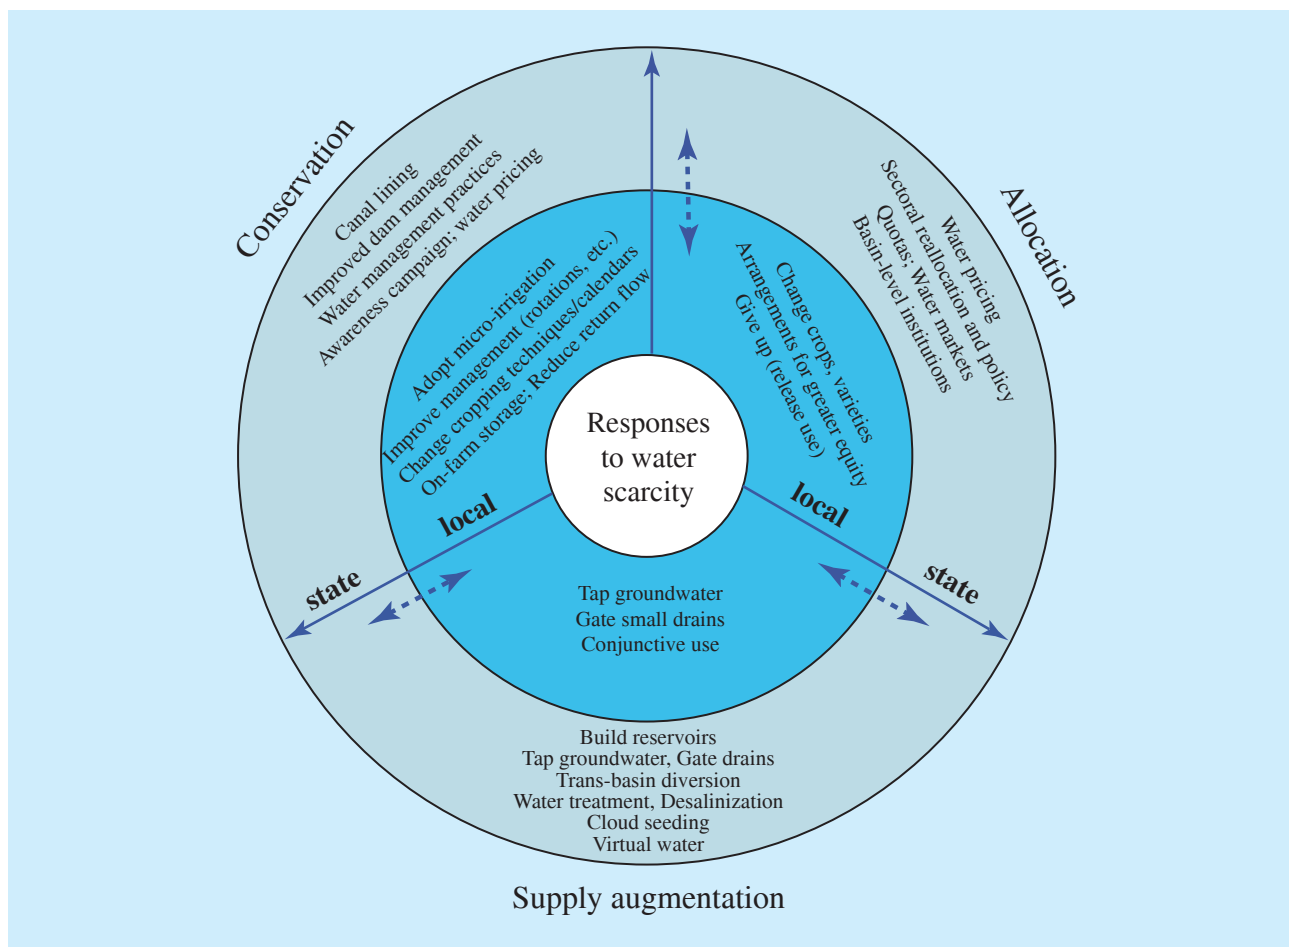 Conservation
Canal lining
Improved dam management
Water management practices
Awareness campaign; water pricing
Adopt micro-irrigation
Improve management (rotations, etc.)
Change cropping techniques/calendars
On-farm storage; Reduce return flow
Allocation
Water pricing
Sectoral reallocation and policy
Quotas; Water markets
Basin-level institutions
Change crops, varieties
Arrangements for greater equity
Give up (release use)
Responses
to water
scarcity
local
state
local
state
Tap groundwater
Gate small drains
Conjunctive use
Build reservoirs
Tap groundwater, Gate drains
Trans-basin diversion
Water treatment, Desalinization
Cloud seeding
Virtual water
Supply augmentation